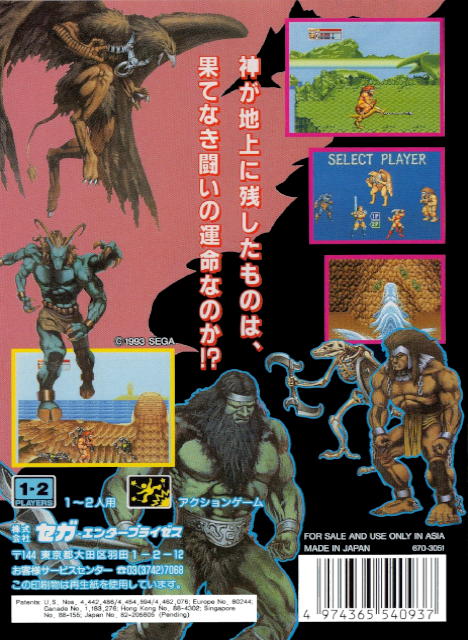 神が地上に残したものは、
果てなき闘いの運命なのか!?
SELECT PLAYER
1P
2P
©1993 SEGA
1-2
PLAYERS
1〜2人用
アクションゲーム
株式会社 セガ・エンタープライゼス
〒144 東京都大田区羽田1-2-12
お客様サービスセンター ☎03(3742)7068
この印刷物は再生紙を使用しています。
FOR SALE AND USE ONLY IN ASIA
MADE IN JAPAN 670-3051
Patents: U.S. Nos. 4,442,486/4,454,594/4,462,076; Europe No. 80244;
Canada No. 1,183,276; Hong Kong No. 88-4302; Singapore
No. 88-155; Japan No. 82-205605 (Pending)
4 974365 540937